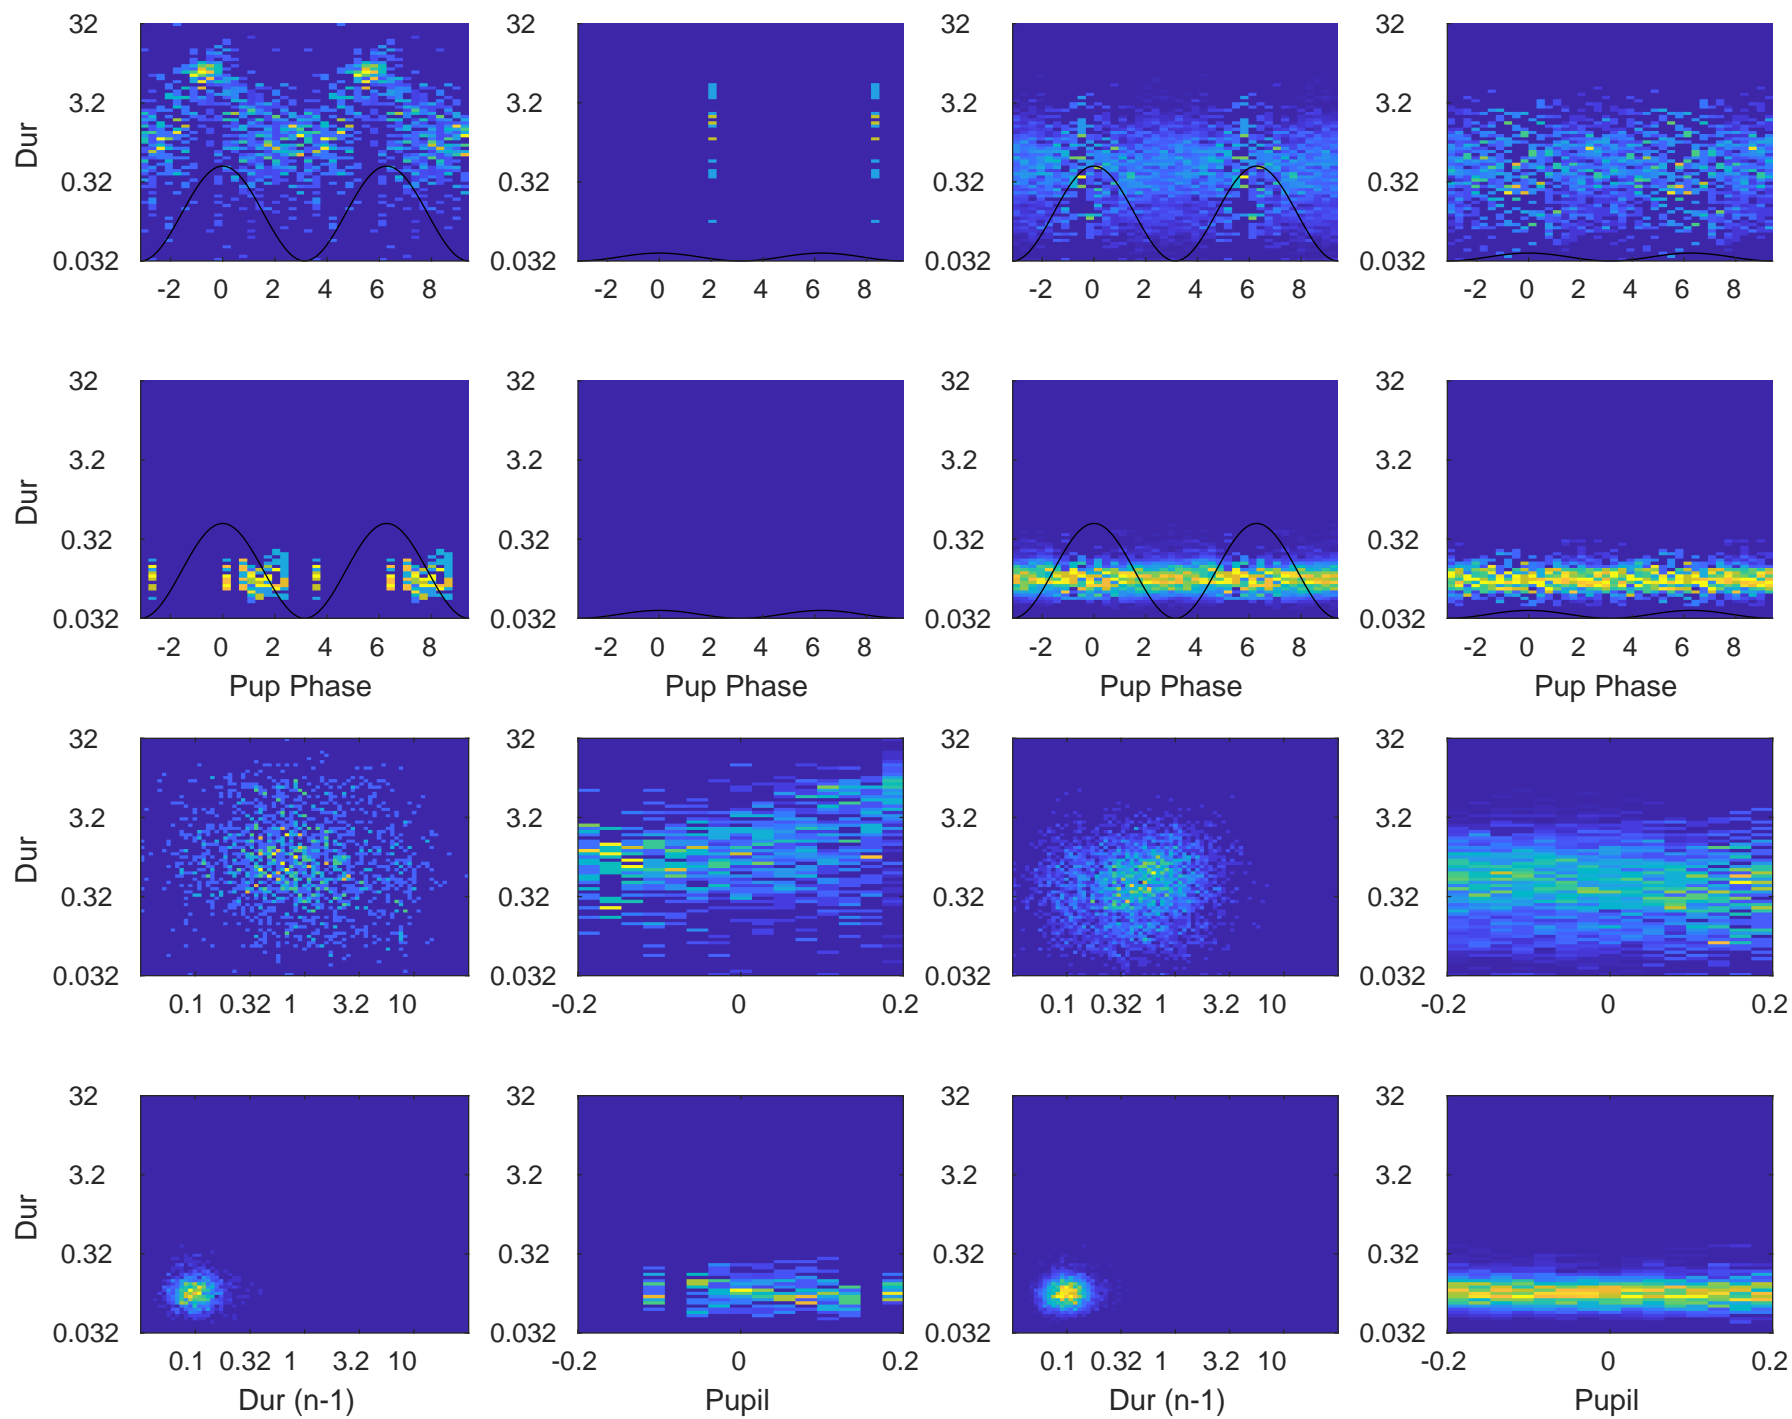 32 32 32 32
Dur 3.2 3.2 3.2 3.2
0.32 0.32 0.32 0.32
0.032 0.032 0.032 0.032
-2 0 2 4 6 8 -2 0 2 4 6 8 -2 0 2 4 6 8 -2 0 2 4 6 8
32 32 32 32
Dur 3.2 3.2 3.2 3.2
0.32 0.32 0.32 0.32
0.032 0.032 0.032 0.032
-2 0 2 4 6 8 -2 0 2 4 6 8 -2 0 2 4 6 8 -2 0 2 4 6 8
Pup Phase Pup Phase Pup Phase Pup Phase
32 32 32 32
Dur 3.2 3.2 3.2 3.2
0.32 0.32 0.32 0.32
0.032 0.032 0.032 0.032
0.1 0.32 1 3.2 10 -0.2 0 0.2 0.1 0.32 1 3.2 10 -0.2 0 0.2
32 32 32 32
Dur 3.2 3.2 3.2 3.2
0.32 0.32 0.32 0.32
0.032 0.032 0.032 0.032
0.1 0.32 1 3.2 10 -0.2 0 0.2 0.1 0.32 1 3.2 10 -0.2 0 0.2
Dur (n-1) Pupil Dur (n-1) Pupil